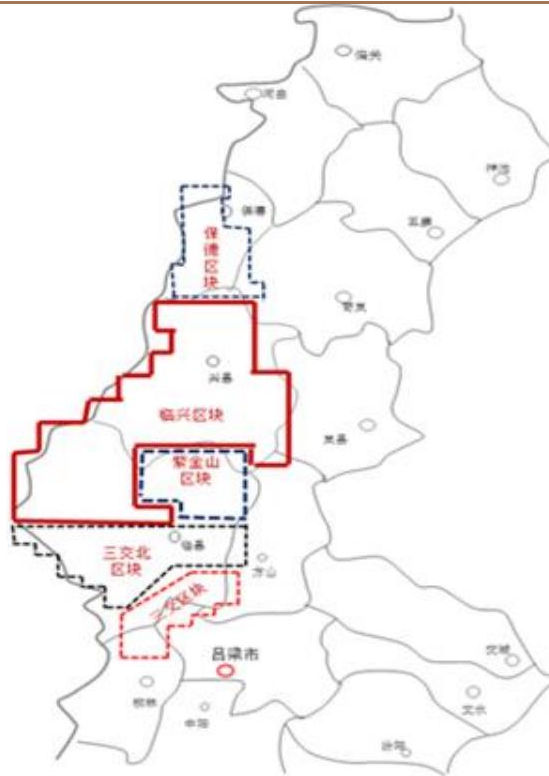 偏关
河曲
神池
保德
五寨
保德区块
岢岚
兴县
临兴区块
岚县
紫金山
区块
临县
三交北
区块
方山
三交区块
吕梁市
交城
柳林
文水
中阳
汾阳